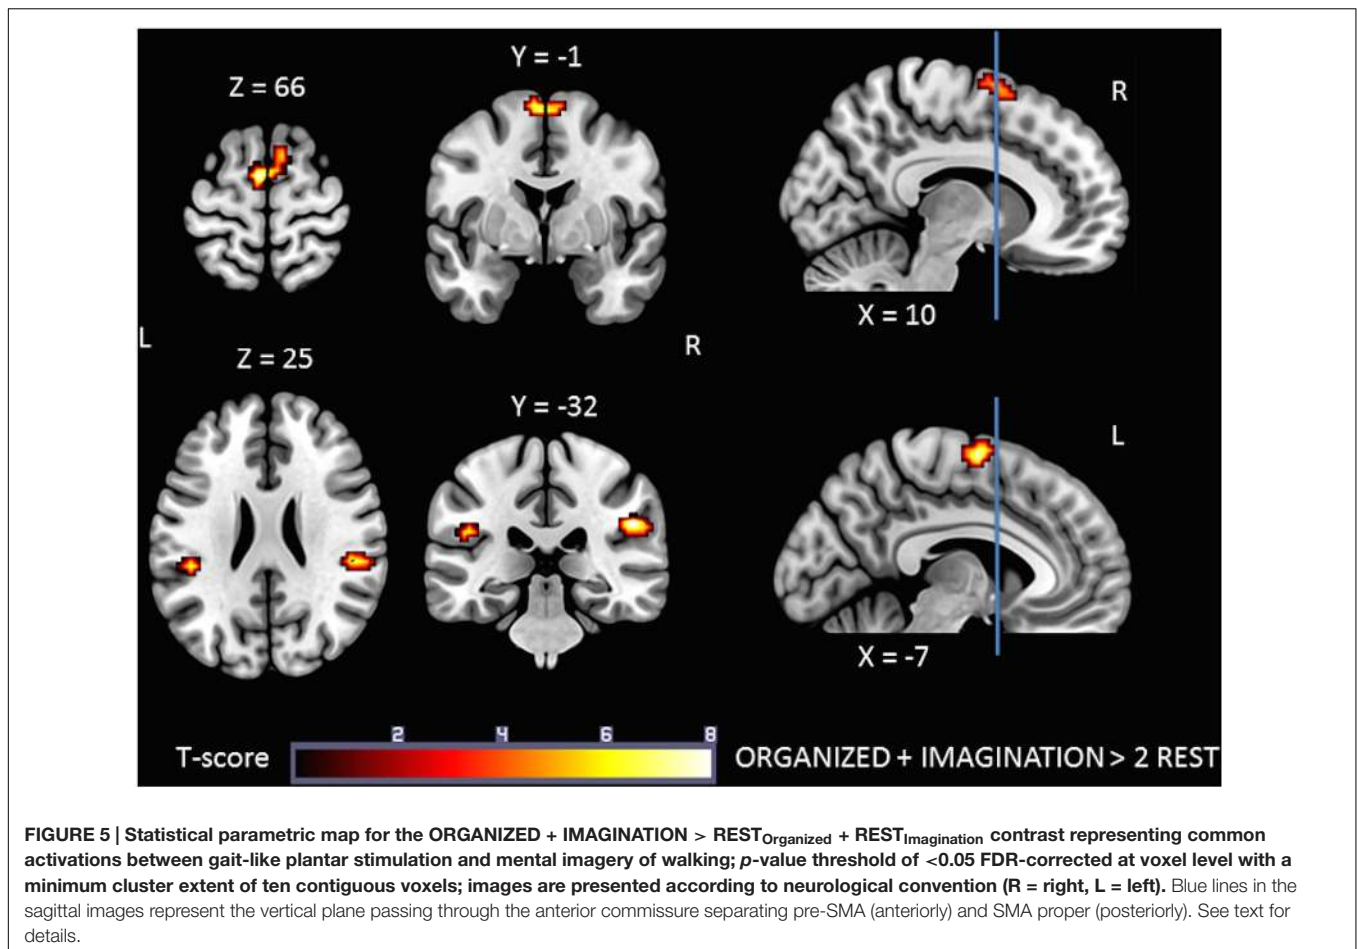 Z = 66
Y = -1
R
X = 10
L
Z = 25
R
Y = -32
L
X = -7
2 4 6 8
T-score
ORGANIZED + IMAGINATION > 2 REST
FIGURE 5 | Statistical parametric map for the ORGANIZED + IMAGINATION > RESTOrganized + RESTImagination contrast representing common
activations between gait-like plantar stimulation and mental imagery of walking; p-value threshold of <0.05 FDR-corrected at voxel level with a
minimum cluster extent of ten contiguous voxels; images are presented according to neurological convention (R = right, L = left). Blue lines in the
sagittal images represent the vertical plane passing through the anterior commissure separating pre-SMA (anteriorly) and SMA proper (posteriorly). See text for
details.